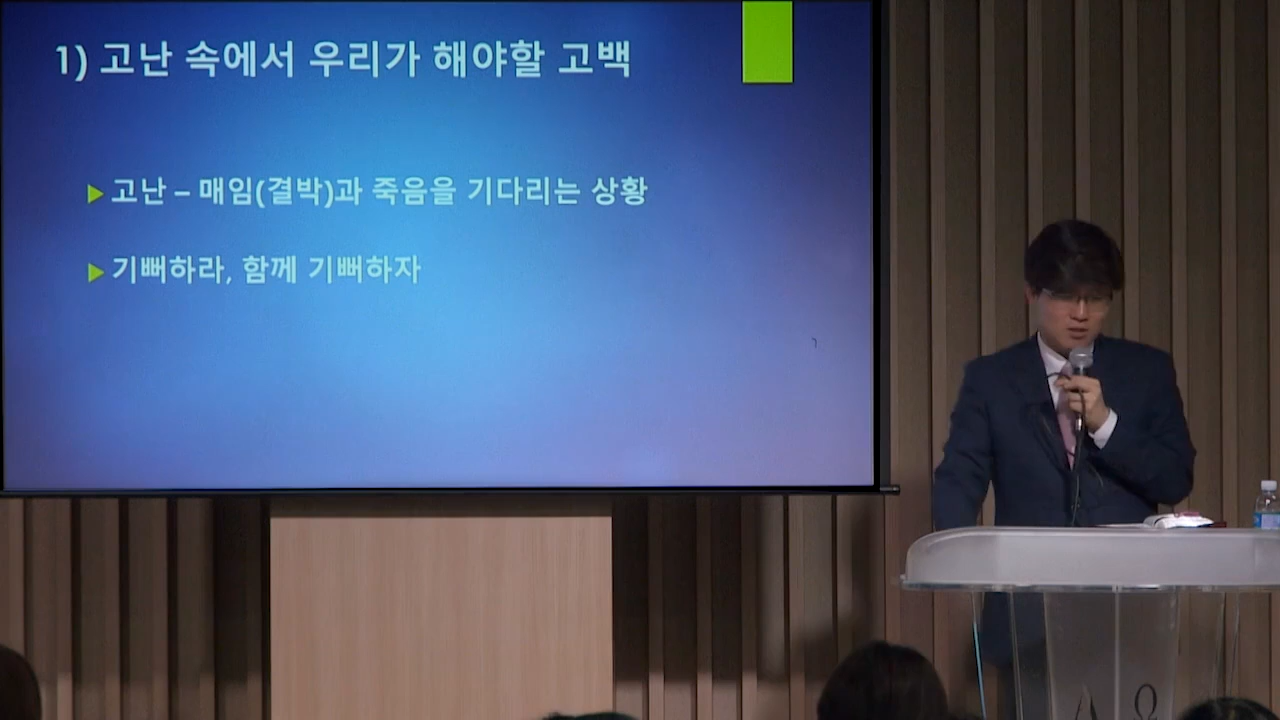 1) 고난 속에서 우리가 해야할 고백
고난 – 매임(결박)과 죽음을 기다리는 상황
기뻐하라, 함께 기뻐하자